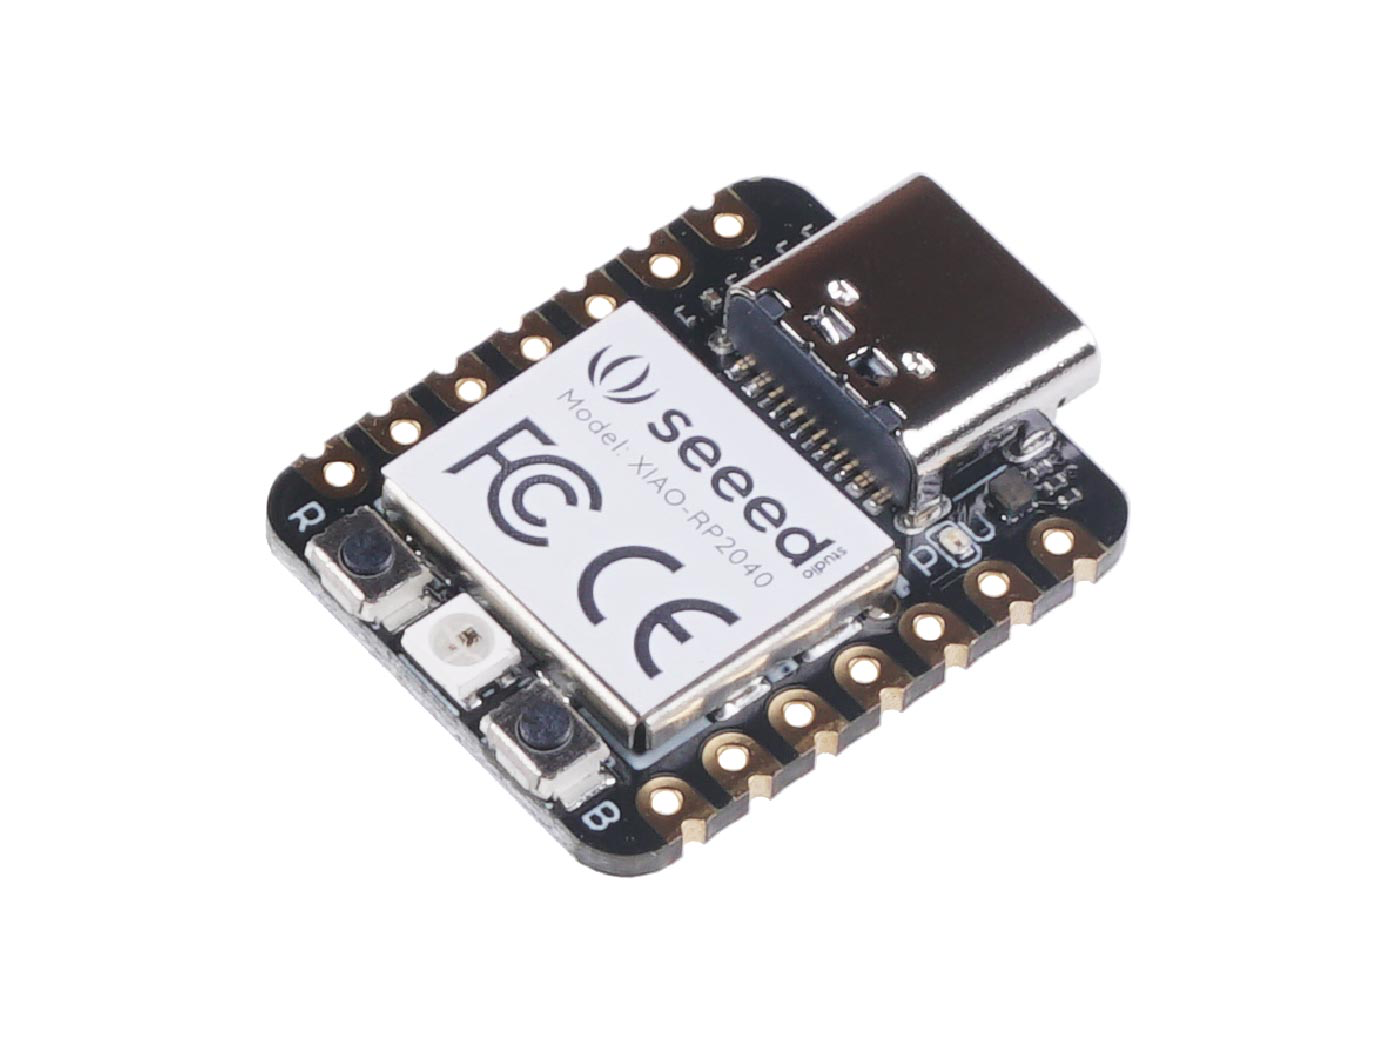 seeed
studio
Model: XIAO-RP2040
FC CE
R
B
P
U